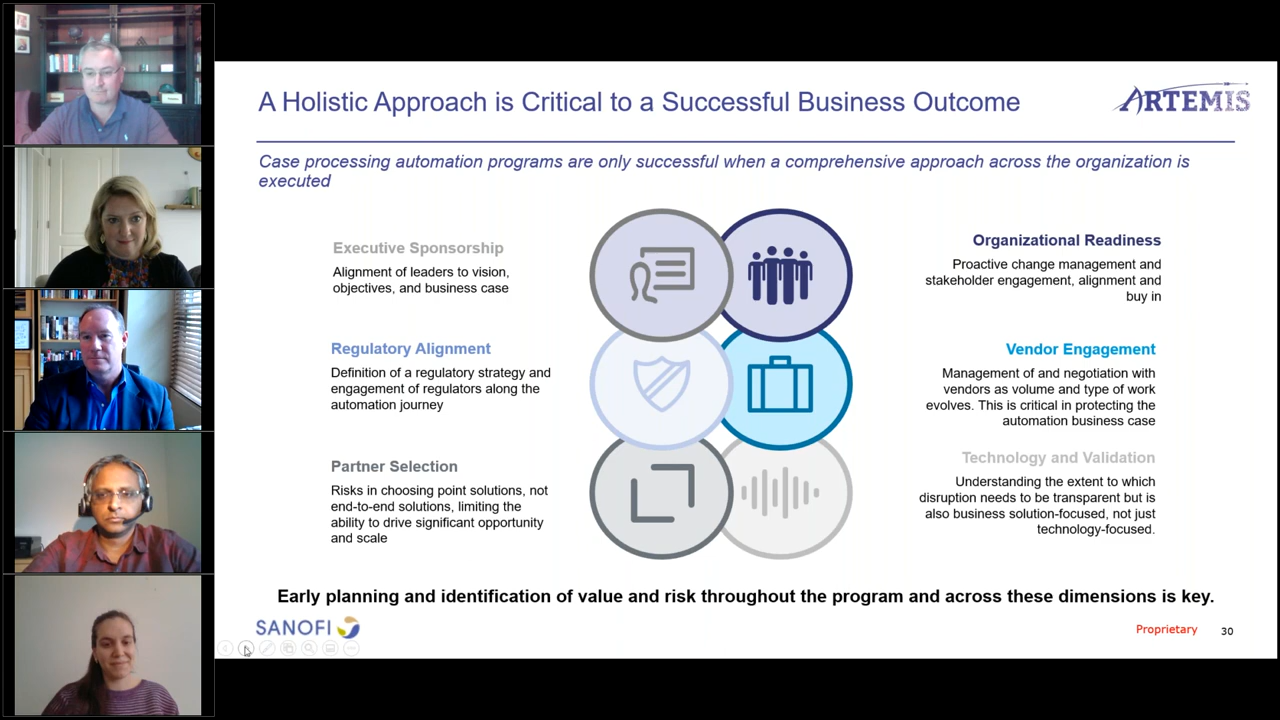 A Holistic Approach is Critical to a Successful Business Outcome
ARTEMIS
Case processing automation programs are only successful when a comprehensive approach across the organization is
executed
Executive Sponsorship
Alignment of leaders to vision,
objectives, and business case
Organizational Readiness
Proactive change management and
stakeholder engagement, alignment and
buy in
Regulatory Alignment
Definition of a regulatory strategy and
engagement of regulators along the
automation journey
Vendor Engagement
Management of and negotiation with
vendors as volume and type of work
evolves. This is critical in protecting the
automation business case
Partner Selection
Risks in choosing point solutions, not
end-to-end solutions, limiting the
ability to drive significant opportunity
and scale
Technology and Validation
Understanding the extent to which
disruption needs to be transparent but is
also business solution-focused, not just
technology-focused.
Early planning and identification of value and risk throughout the program and across these dimensions is key.
SANOFI
Proprietary
30